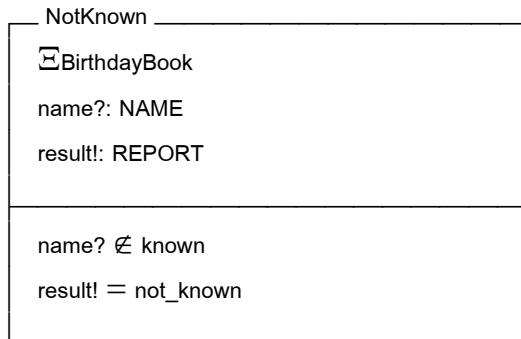 NotKnown
ΞBirthdayBook
name?: NAME
result!: REPORT
name? ∉ known
result! = not_known